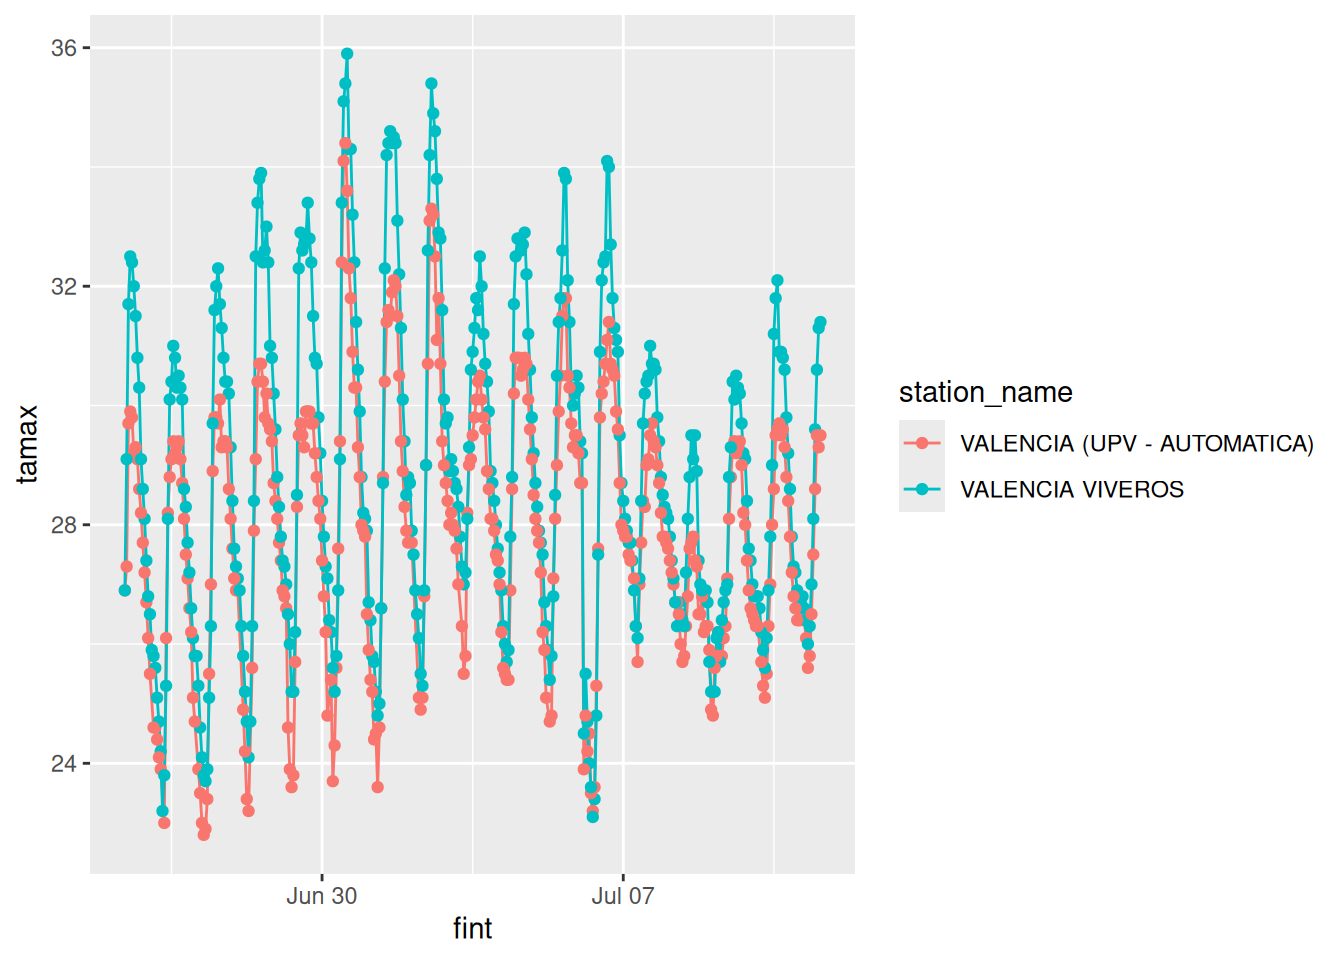 36
32
28
24
tamax
Jun 30
Jul 07
fint
station_name
VALENCIA (UPV - AUTOMATICA)
VALENCIA VIVEROS